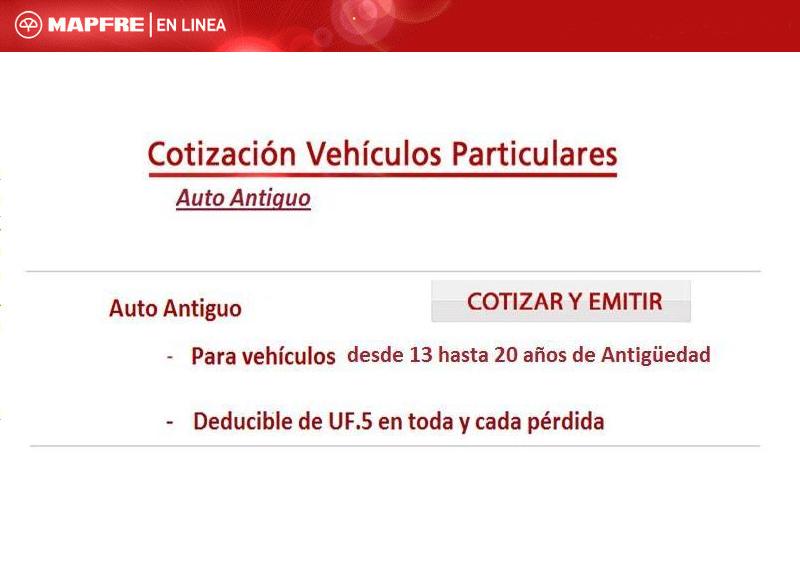 MAPFRE | EN LINEA
Cotización Vehículos Particulares
Auto Antiguo
Auto Antiguo
COTIZAR Y EMITIR
- Para vehículos desde 13 hasta 20 años de Antigüedad
- Deducible de UF.5 en toda y cada pérdida